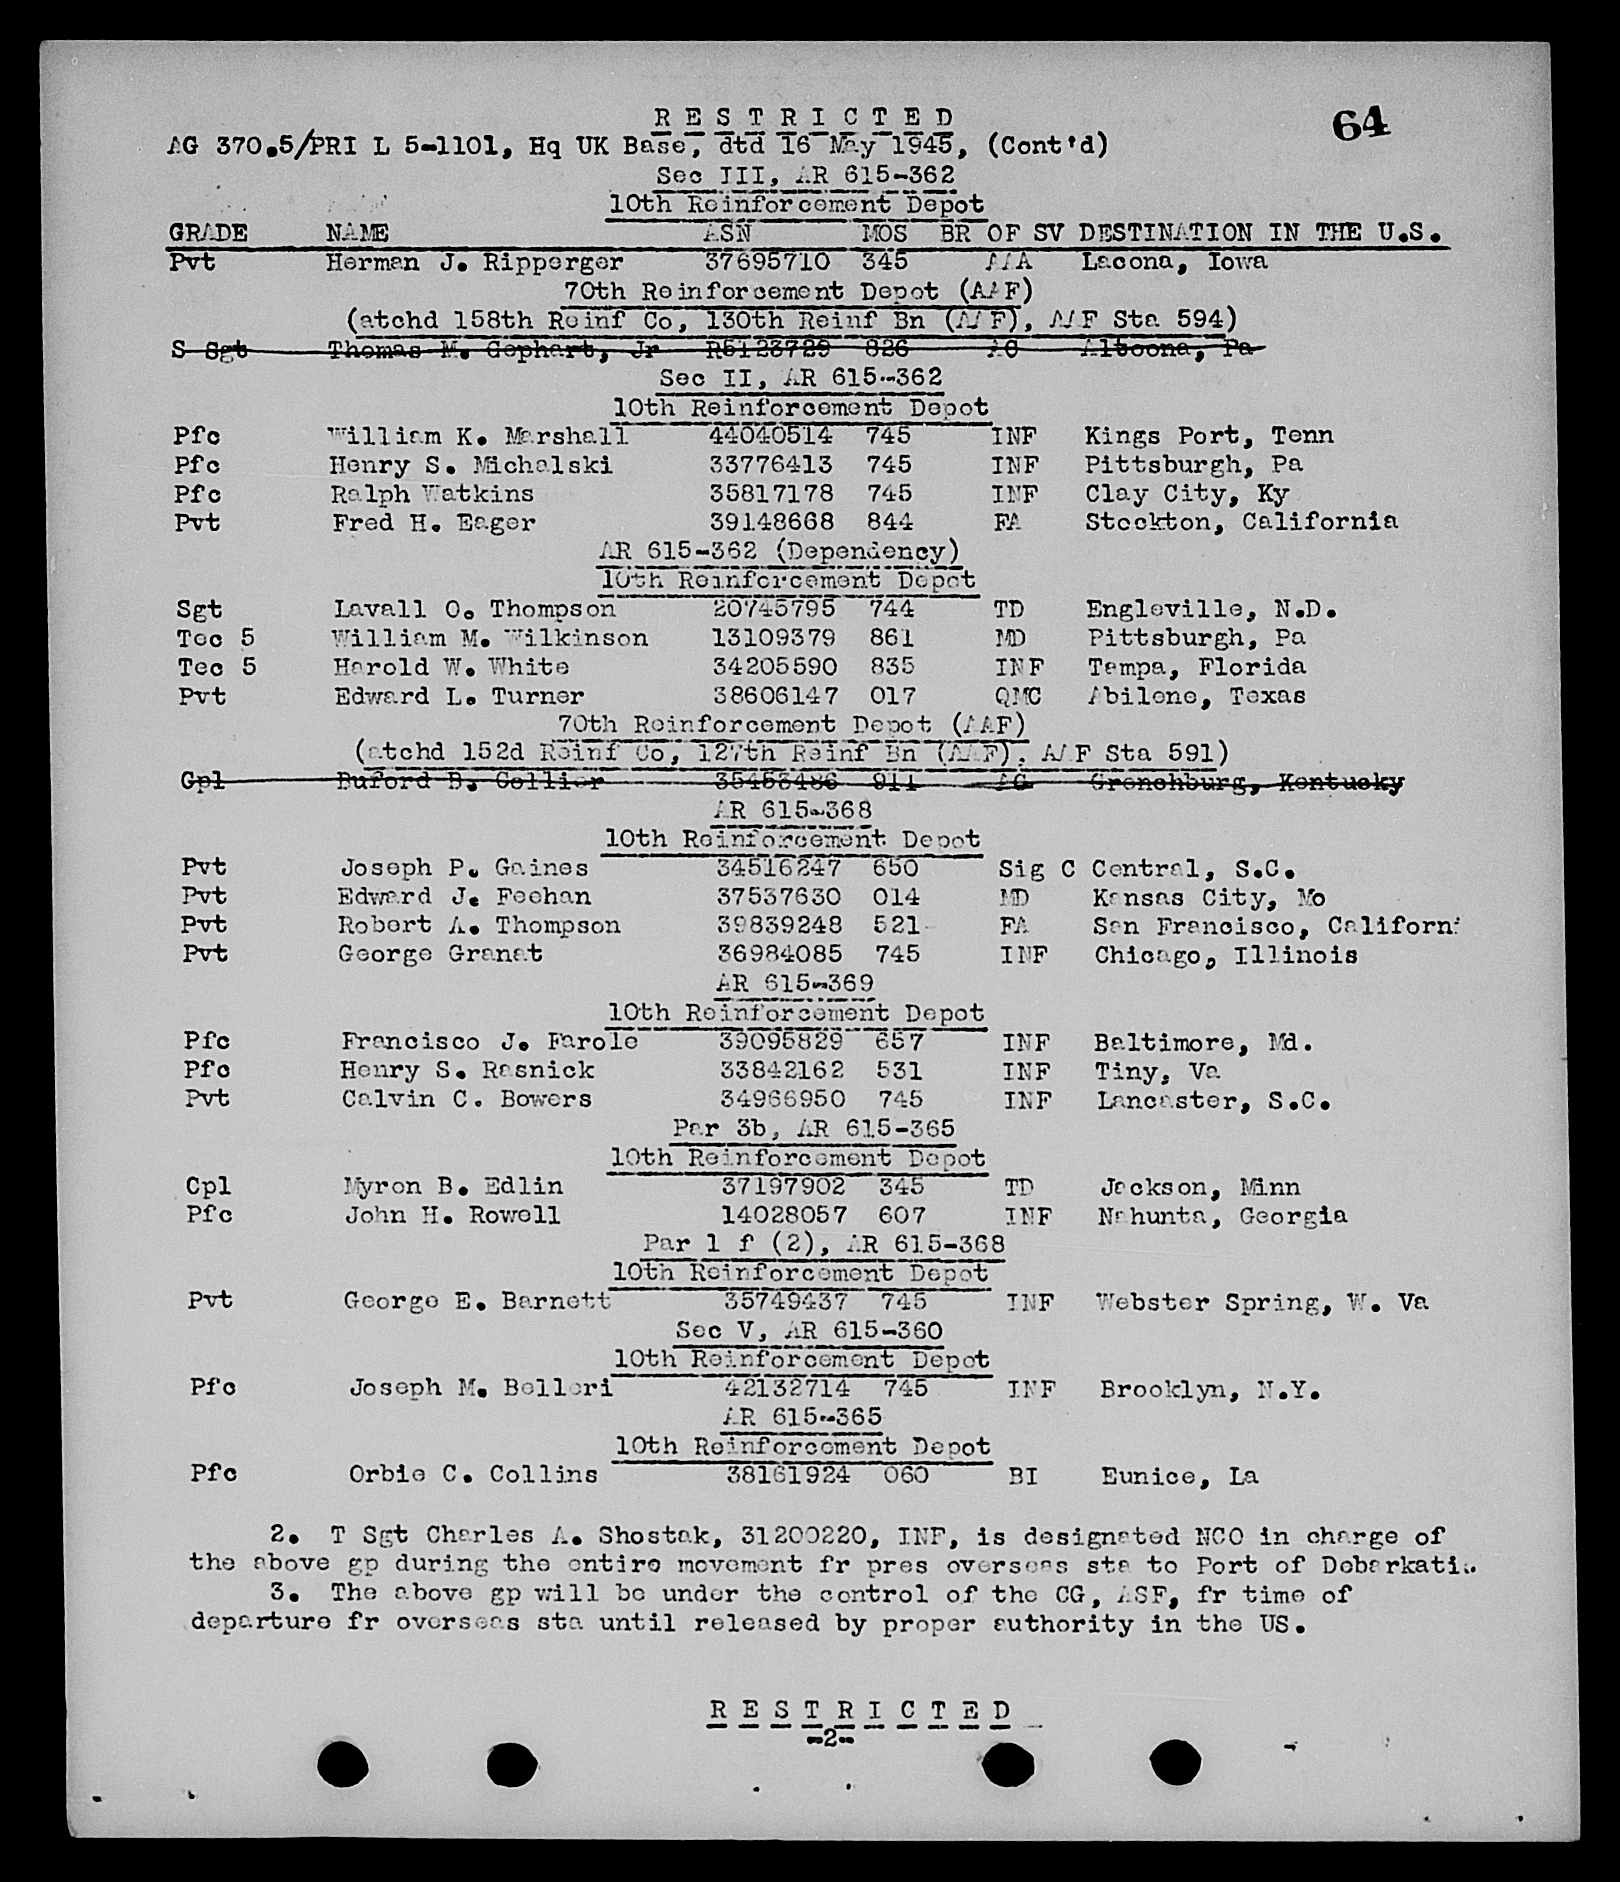 R E S T R I C T E D
64
AG 370.5/PRI L 5-1101, Hq UK Base, dtd 16 May 1945, (Cont'd)
Sec III, AR 615-362
10th Reinforcement Depot
GRADE NAME ASN MOS BR OF SV DESTINATION IN THE U.S.
Pvt Herman J. Ripperger 37695710 345 AAA Lacona, Iowa
70th Reinforcement Depot (AAF)
(atchd 158th Reinf Co, 130th Reinf Bn (AAF), AAF Sta 594)
S Sgt Thomas M. Gephart, Jr R5123729 826 AC Altoona, Pa
Sec II, AR 615-362
10th Reinforcement Depot
Pfc William K. Marshall 44040514 745 INF Kings Port, Tenn
Pfc Henry S. Michalski 33776413 745 INF Pittsburgh, Pa
Pfc Ralph Watkins 35817178 745 INF Clay City, Ky
Pvt Fred H. Eager 39148668 844 FA Stockton, California
AR 615-362 (Dependency)
10th Reinforcement Depot
Sgt Lavall O. Thompson 20745795 744 TD Engleville, N.D.
Tec 5 William M. Wilkinson 13109379 861 MD Pittsburgh, Pa
Tec 5 Harold W. White 34205590 835 INF Tampa, Florida
Pvt Edward L. Turner 38606147 017 QMC Abilene, Texas
70th Reinforcement Depot (AAF)
(atchd 152d Reinf Co, 127th Reinf Bn (AAF), AAF Sta 591)
Cpl Buford B. Collier 35453486 911 AC Grenchburg, Kentucky
AR 615-368
10th Reinforcement Depot
Pvt Joseph P. Gaines 34516247 650 Sig C Central, S.C.
Pvt Edward J. Feehan 37537630 014 MD Kansas City, Mo
Pvt Robert A. Thompson 39839248 521 FA San Francisco, Californi
Pvt George Granat 36984085 745 INF Chicago, Illinois
AR 615-369
10th Reinforcement Depot
Pfc Francisco J. Farole 39095829 657 INF Baltimore, Md.
Pfc Henry S. Rasnick 33842162 531 INF Tiny, Va
Pvt Calvin C. Bowers 34966950 745 INF Lancaster, S.C.
Par 3b, AR 615-365
10th Reinforcement Depot
Cpl Myron B. Edlin 37197902 345 TD Jackson, Minn
Pfc John H. Rowell 14028057 607 INF Nahunta, Georgia
Par 1 f (2), AR 615-368
10th Reinforcement Depot
Pvt George E. Barnett 35749437 745 INF Webster Spring, W. Va
Sec V, AR 615-360
10th Reinforcement Depot
Pfc Joseph M. Belleri 42132714 745 INF Brooklyn, N.Y.
AR 615-365
10th Reinforcement Depot
Pfc Orbie C. Collins 38161924 060 BI Eunice, La
2. T Sgt Charles A. Shostak, 31200220, INF, is designated NCO in charge of
the above gp during the entire movement fr pres overseas sta to Port of Debarkati
3. The above gp will be under the control of the CG, ASF, fr time of
departure fr overseas sta until released by proper authority in the US.
R E S T R I C T E D
-2-